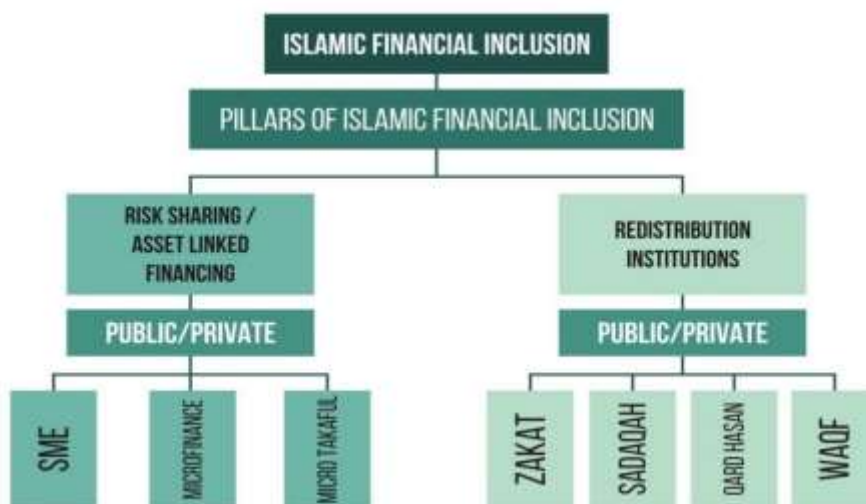 ISLAMIC FINANCIAL INCLUSION
PILLARS OF ISLAMIC FINANCIAL INCLUSION
RISK SHARING /
ASSET LINKED
FINANCING
REDISTRIBUTION
INSTITUTIONS
PUBLIC/PRIVATE
PUBLIC/PRIVATE
SME
MICROFINANCE
MICRO TAKAFUL
ZAKAT
SADAQAH
QARD HASAN
WAQF